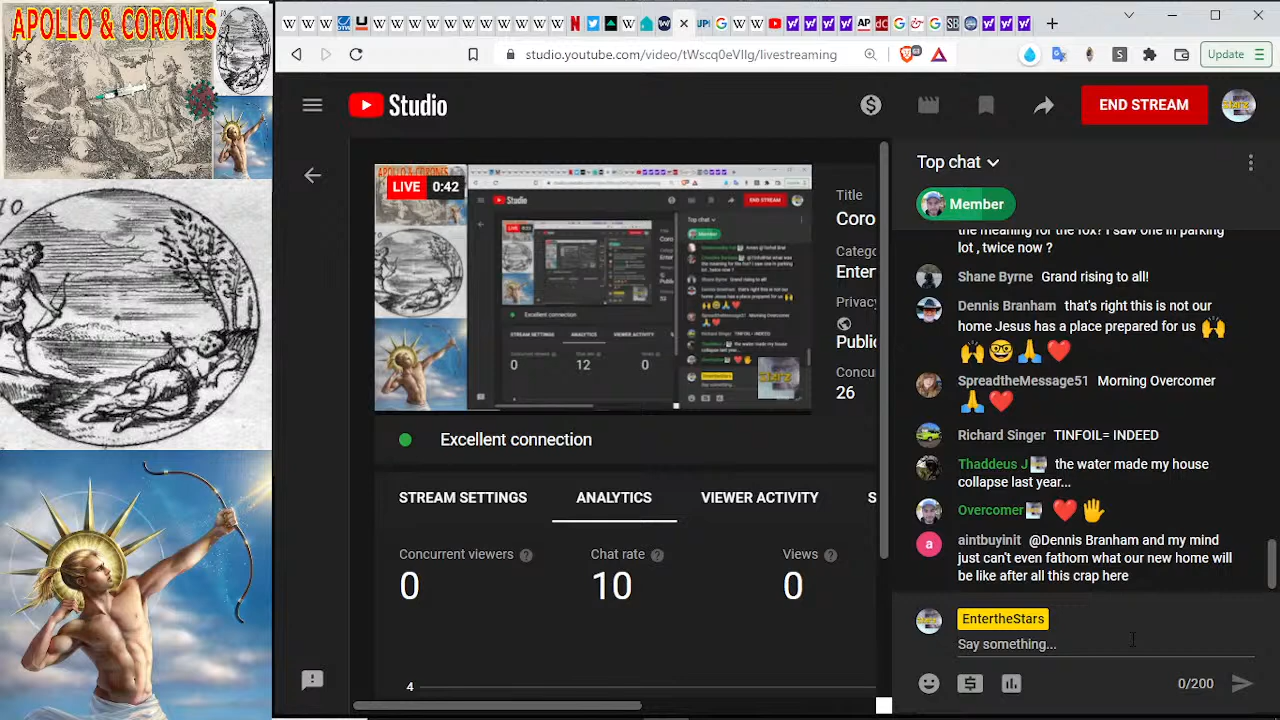 APOLLO & CORONIS
10
studio.youtube.com/video/tWscq0eVIIg/livestreaming
Update
Studio
END STREAM
LIVE 0:42
Title
Coro
Catego
Enter
Privacy
Public
Concu
26
Excellent connection
STREAM SETTINGS
ANALYTICS
VIEWER ACTIVITY
S
Concurrent viewers
Chat rate
Views
0
10
0
4
Top chat
Member
the meaning for the fox? I saw one in parking
lot , twice now ?
Shane Byrne Grand rising to all!
Dennis Branham that's right this is not our
home Jeaus has a place prepared for us
SpreadtheMessage51 Morning Overcomer
Richard Singer TINFOIL= INDEED
Thaddeus J the water made my house
collapse last year...
Overcomer
a
aintbuyinit @Dennis Branham and my mind
just can't even fathom what our new home will
be like after all this crap here
EntertheStars
Say something...
0/200